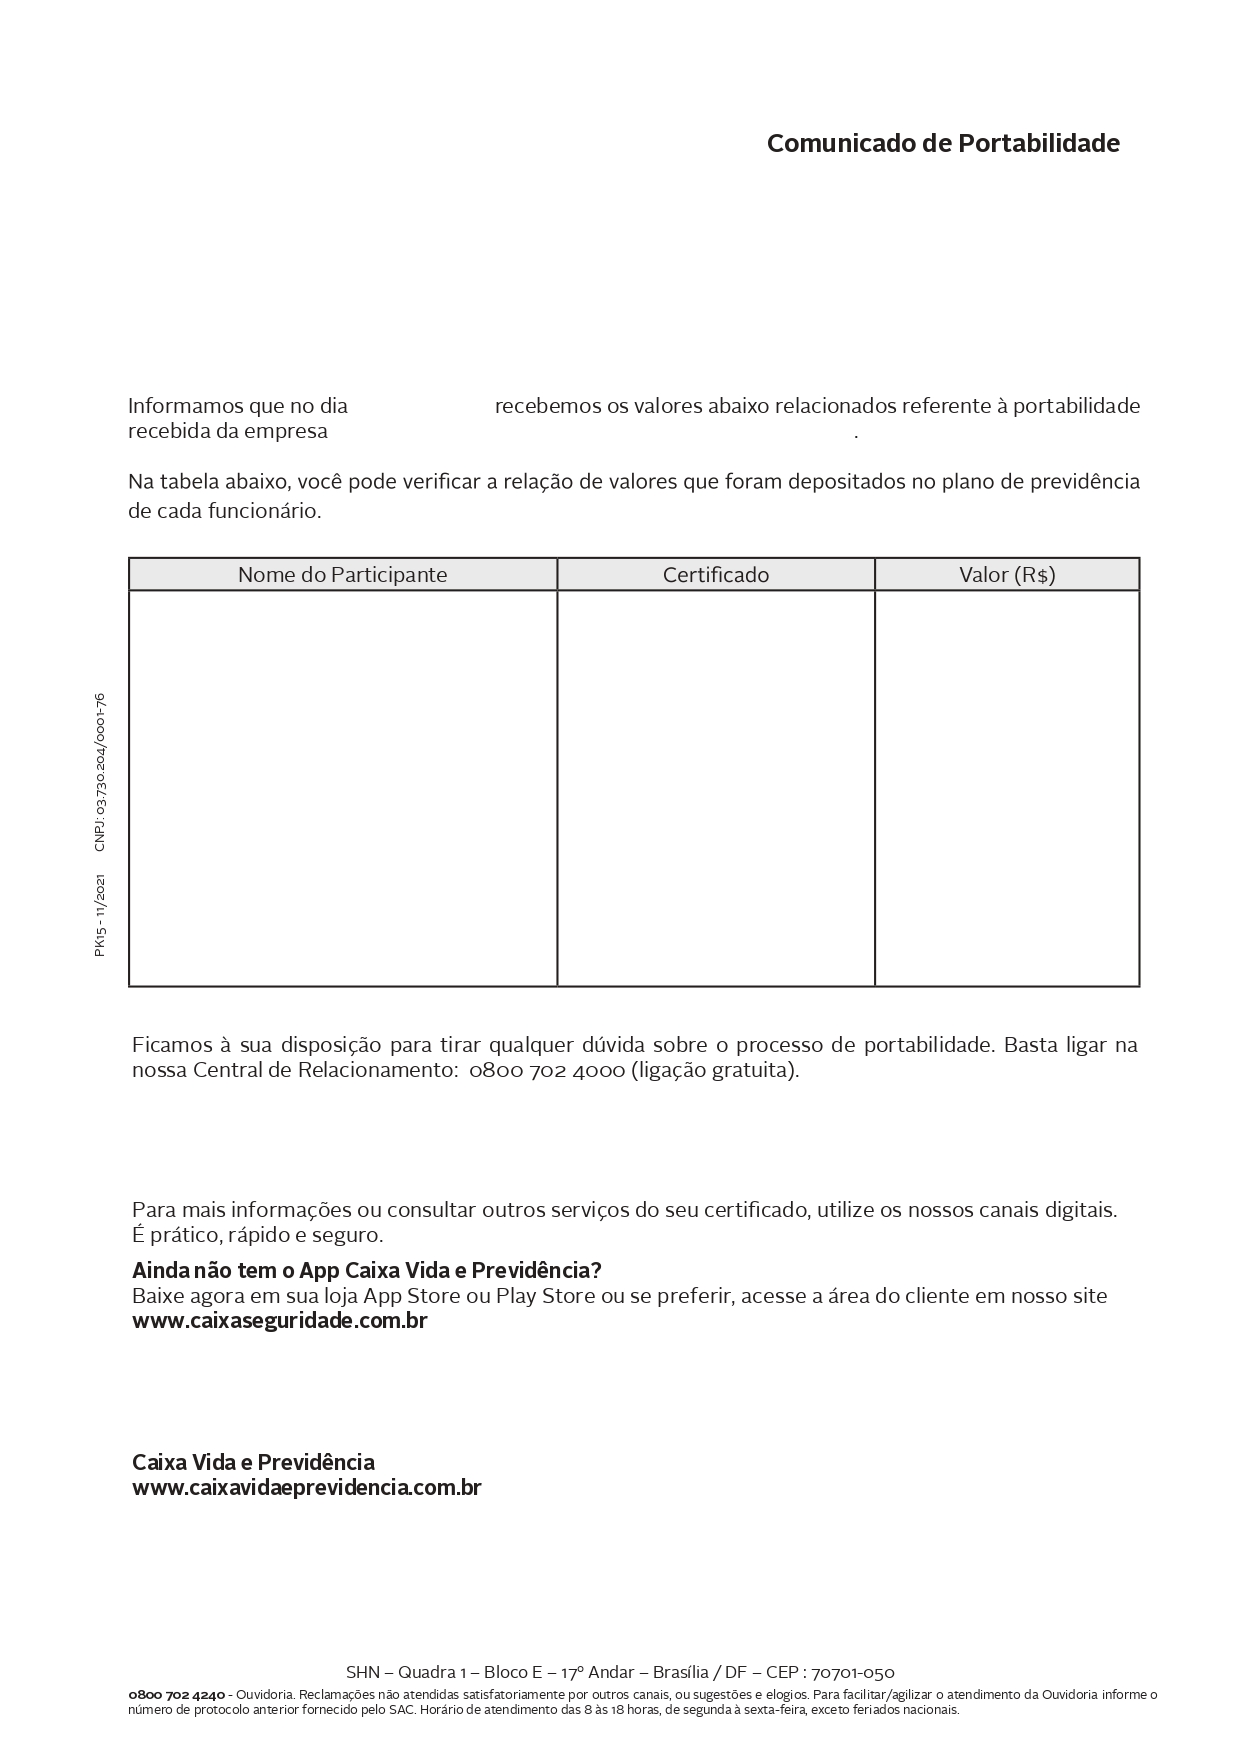 Comunicado de Portabilidade
Informamos que no dia recebemos os valores abaixo relacionados referente à portabilidade
recebida da empresa .
Na tabela abaixo, você pode verificar a relação de valores que foram depositados no plano de previdência
de cada funcionário.
Nome do Participante Certificado Valor (R$)
PK15 - 11/2021 CNPJ: 03.730.204/0001-76
Ficamos à sua disposição para tirar qualquer dúvida sobre o processo de portabilidade. Basta ligar na
nossa Central de Relacionamento: 0800 702 4000 (ligação gratuita).
Para mais informações ou consultar outros serviços do seu certificado, utilize os nossos canais digitais.
É prático, rápido e seguro.
Ainda não tem o App Caixa Vida e Previdência?
Baixe agora em sua loja App Store ou Play Store ou se preferir, acesse a área do cliente em nosso site
www.caixaseguridade.com.br
Caixa Vida e Previdência
www.caixavidaeprevidencia.com.br
SHN – Quadra 1 – Bloco E – 17º Andar – Brasília / DF – CEP : 70701-050
0800 702 4240 - Ouvidoria. Reclamações não atendidas satisfatoriamente por outros canais, ou sugestões e elogios. Para facilitar/agilizar o atendimento da Ouvidoria informe o
número de protocolo anterior fornecido pelo SAC. Horário de atendimento das 8 às 18 horas, de segunda à sexta-feira, exceto feriados nacionais.